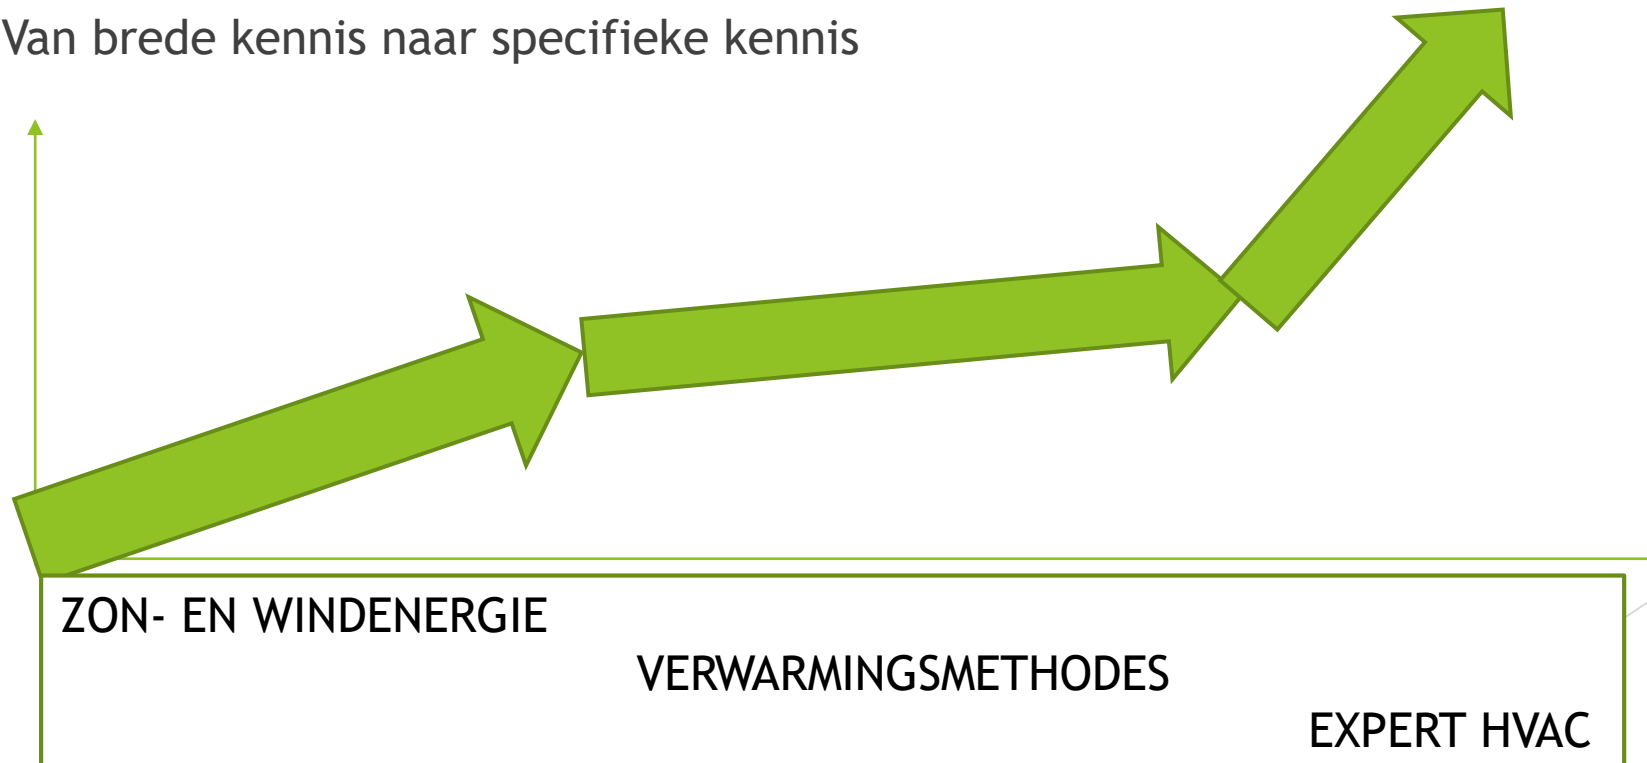 Van brede kennis naar specifieke kennis
ZON- EN WINDENERGIE
VERWARMINGSMETHODES
EXPERT HVAC